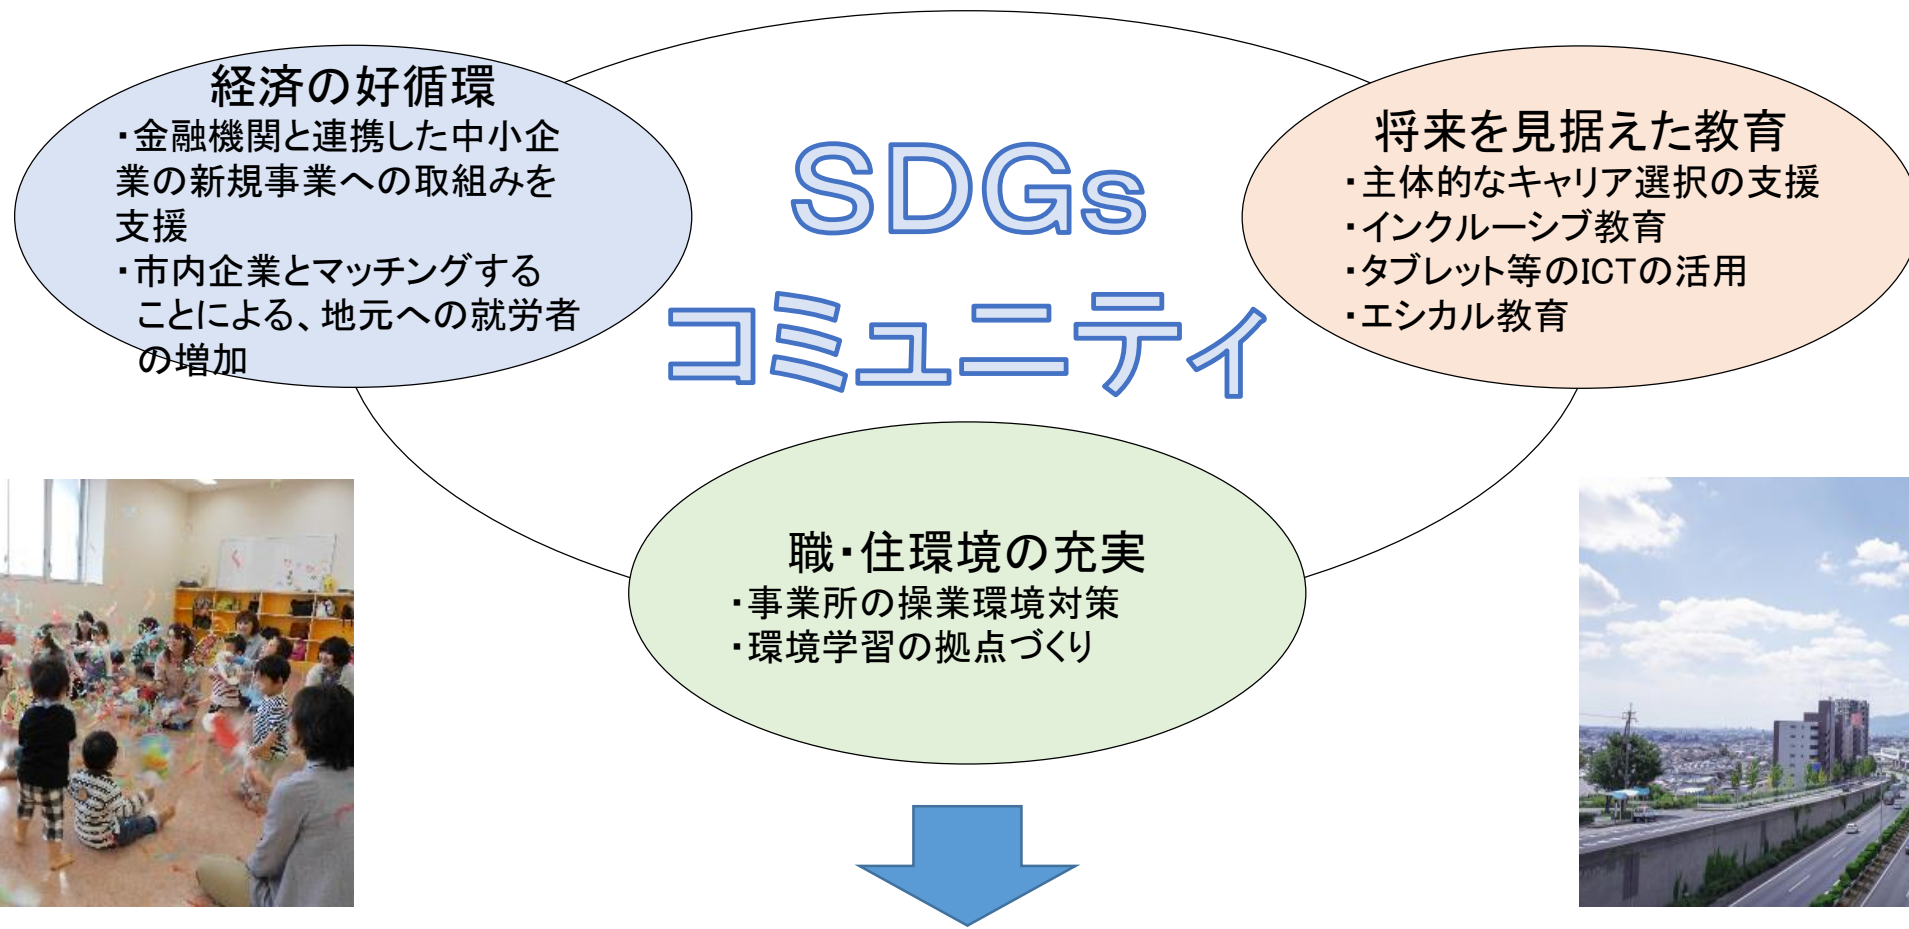 経済の好循環
・金融機関と連携した中小企
業の新規事業への取組みを
支援
・市内企業とマッチングする
ことによる、地元への就労者
の増加
SDGs
コミュニティ
将来を見据えた教育
・主体的なキャリア選択の支援
・インクルーシブ教育
・タブレット等のICTの活用
・エシカル教育
職・住環境の充実
・事業所の操業環境対策
・環境学習の拠点づくり